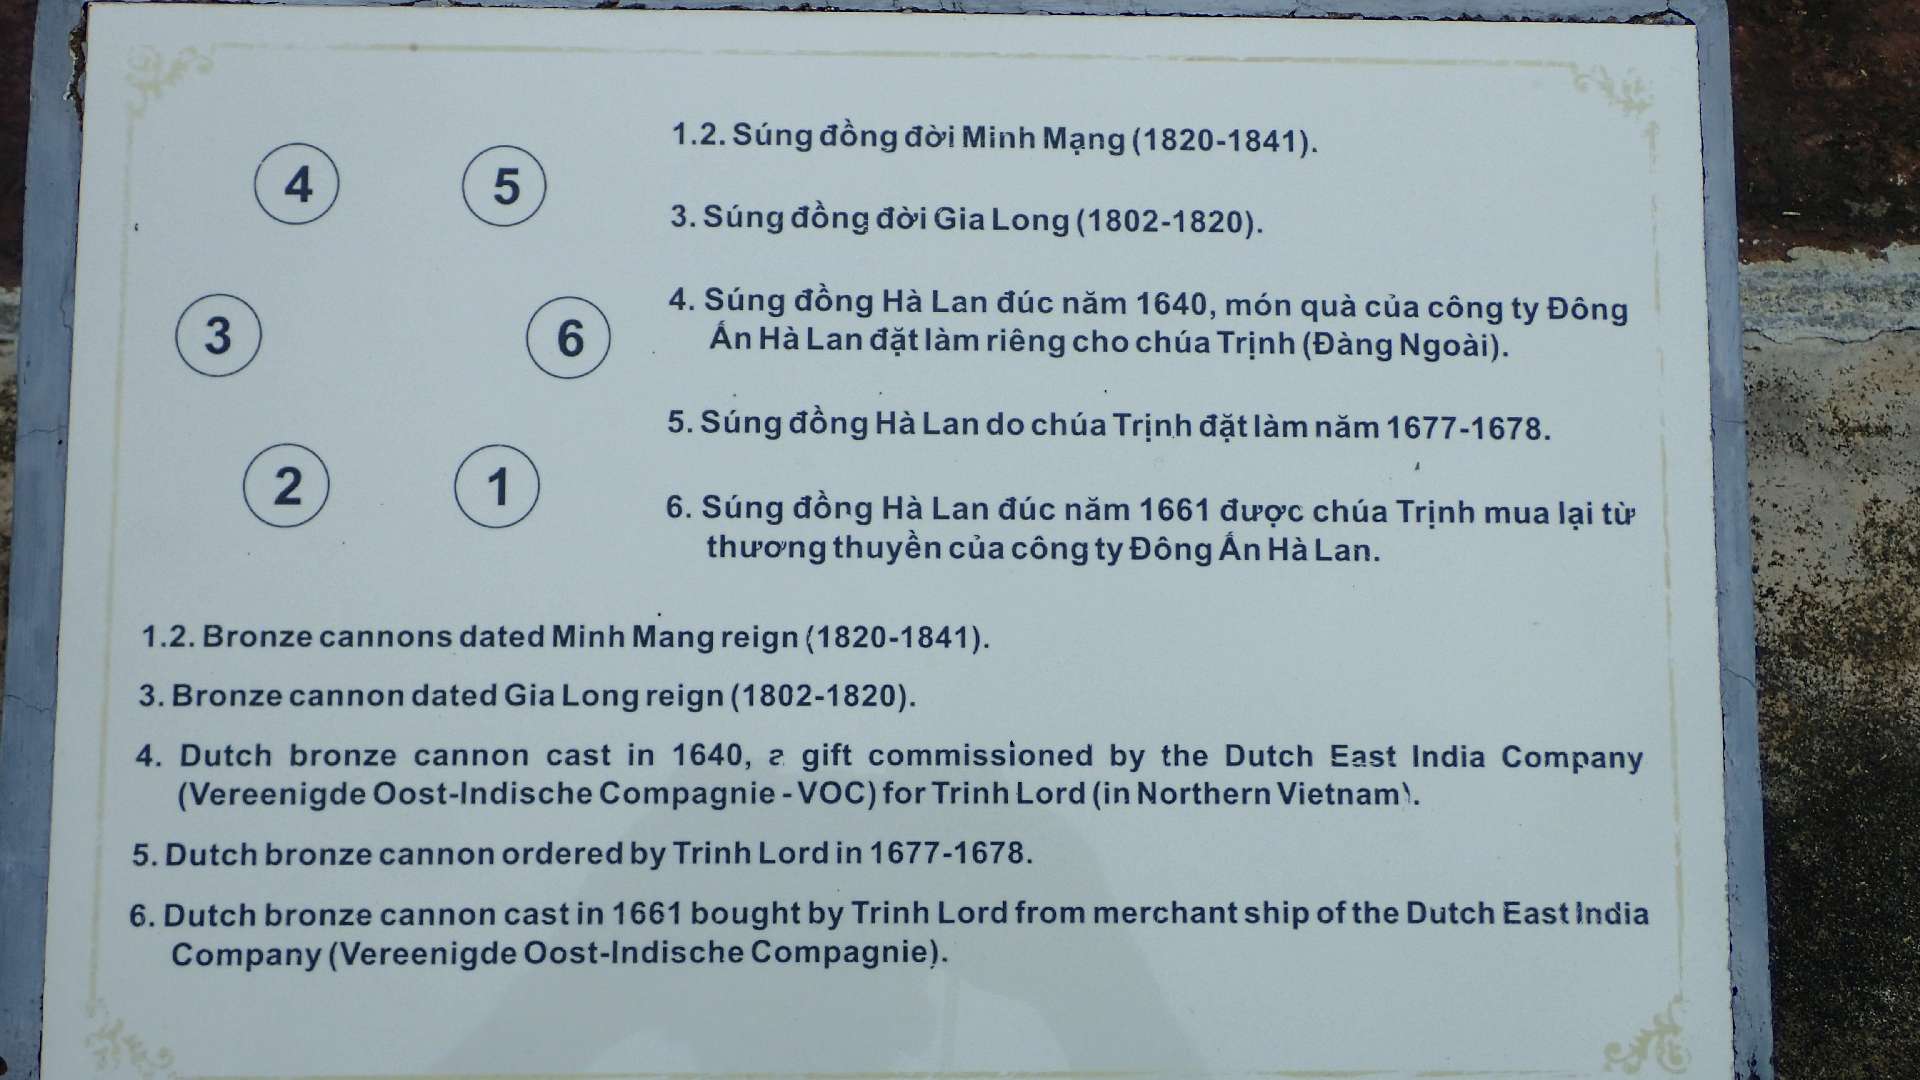 4 5
3 6
2 1
1.2. Súng đồng đời Minh Mạng (1820-1841).
3. Súng đồng đời Gia Long (1802-1820).
4. Súng đồng Hà Lan đúc năm 1640, món quà của công ty Đông
Ấn Hà Lan đặt làm riêng cho chúa Trịnh (Đàng Ngoài).
5. Súng đồng Hà Lan do chúa Trịnh đặt làm năm 1677-1678.
6. Súng đồng Hà Lan đúc năm 1661 được chúa Trịnh mua lại từ
thương thuyền của công ty Đông Ấn Hà Lan.
1.2. Bronze cannons dated Minh Mang reign (1820-1841).
3. Bronze cannon dated Gia Long reign (1802-1820).
4. Dutch bronze cannon cast in 1640, a gift commissioned by the Dutch East India Company
(Vereenigde Oost-Indische Compagnie - VOC) for Trinh Lord (in Northern Vietnam).
5. Dutch bronze cannon ordered by Trinh Lord in 1677-1678.
6. Dutch bronze cannon cast in 1661 bought by Trinh Lord from merchant ship of the Dutch East India
Company (Vereenigde Oost-Indische Compagnie).